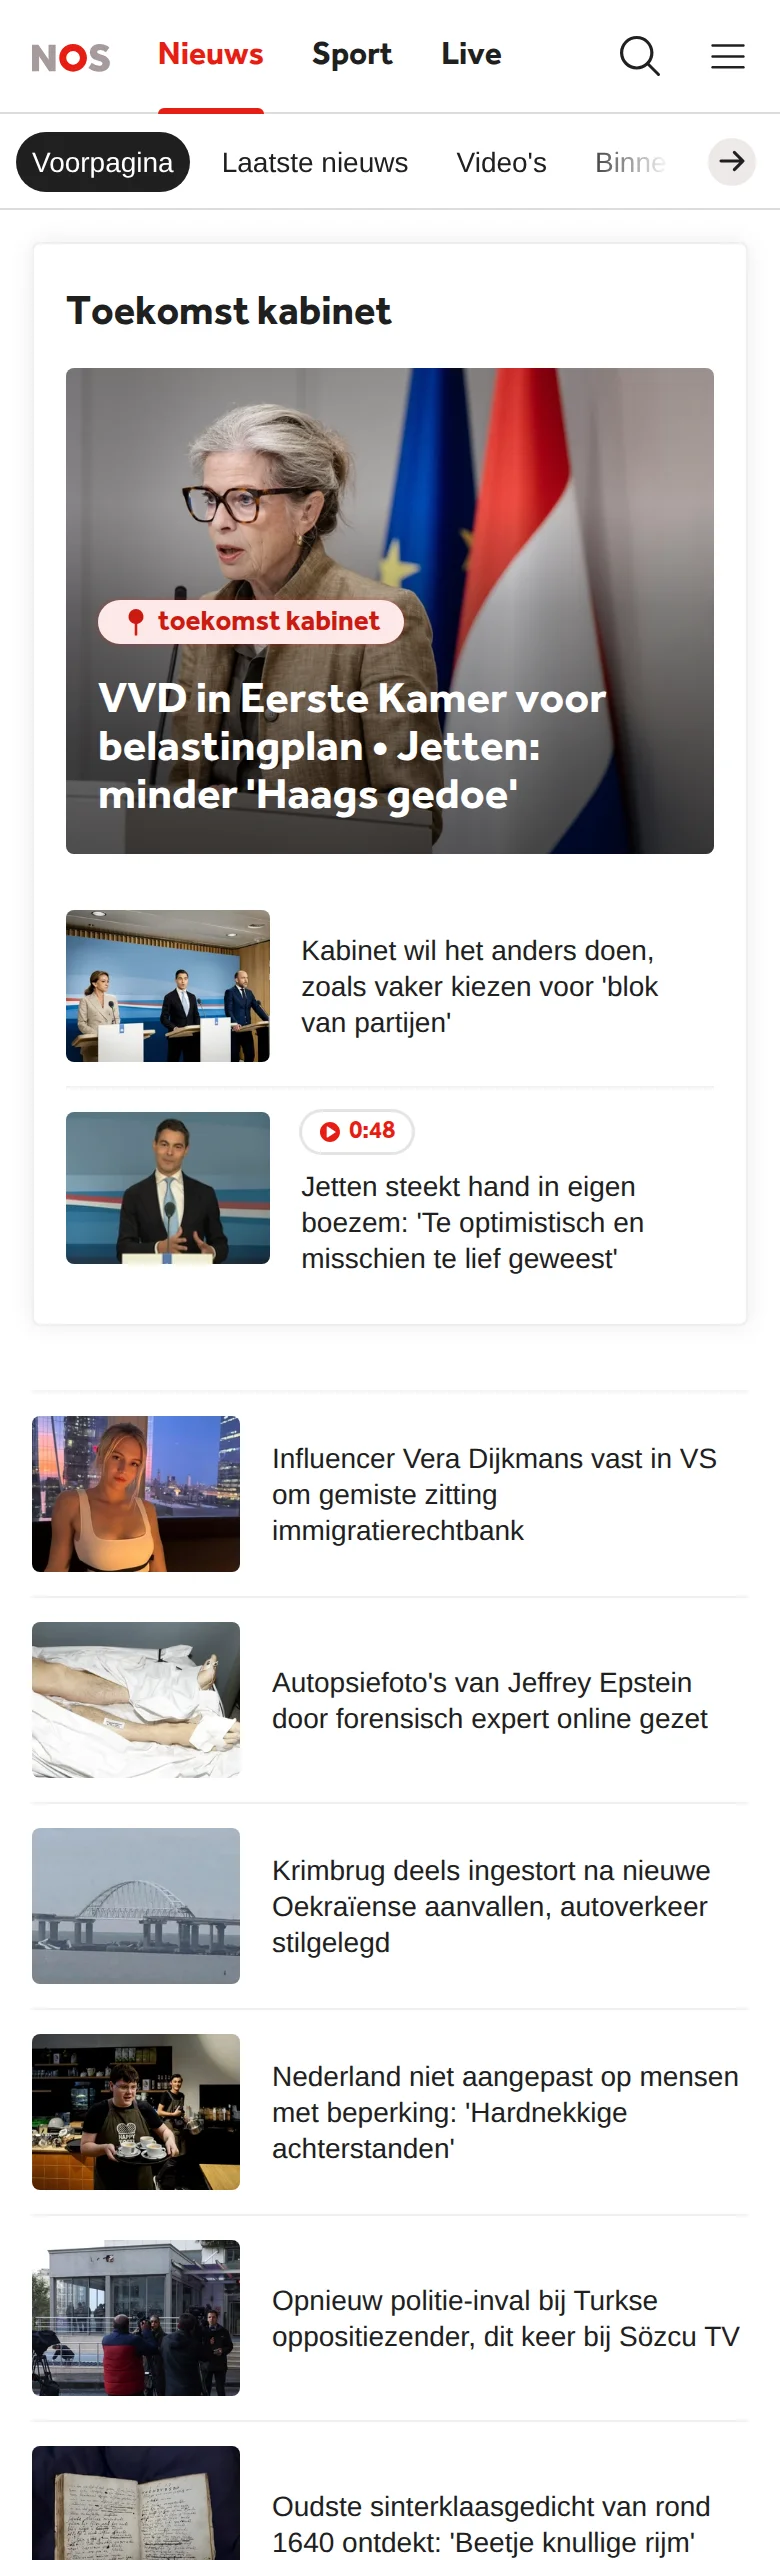 NOS Nieuws Sport Live
Voorpagina Laatste nieuws Video's Binne
Toekomst kabinet
toekomst kabinet
VVD in Eerste Kamer voor
belastingplan • Jetten:
minder 'Haags gedoe'
Kabinet wil het anders doen,
zoals vaker kiezen voor 'blok
van partijen'
0:48
Jetten steekt hand in eigen
boezem: 'Te optimistisch en
misschien te lief geweest'
Influencer Vera Dijkmans vast in VS
om gemiste zitting
immigratierechtbank
Autopsiefoto's van Jeffrey Epstein
door forensisch expert online gezet
Krimbrug deels ingestort na nieuwe
Oekraïense aanvallen, autoverkeer
stilgelegd
Nederland niet aangepast op mensen
met beperking: 'Hardnekkige
achterstanden'
Opnieuw politie-inval bij Turkse
oppositiezender, dit keer bij Sözcu TV
Oudste sinterklaasgedicht van rond
1640 ontdekt: 'Beetje knullige rijm'